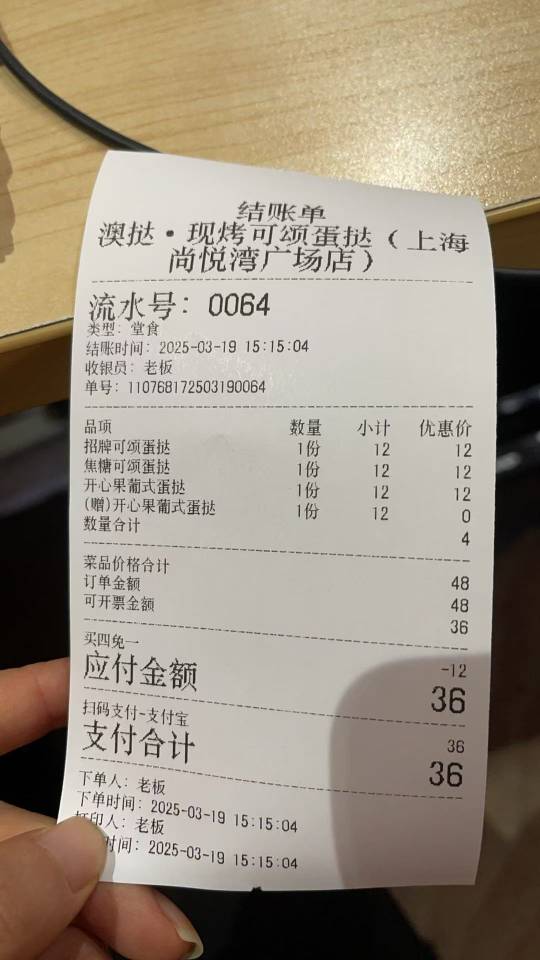 结账单
澳挞·现烤可颂蛋挞（上海
尚悦湾广场店）
流水号：0064
类型：堂食
结账时间：2025-03-19 15:15:04
收银员：老板
单号：110768172503190064
品项 数量 小计 优惠价
招牌可颂蛋挞 1份 12 12
焦糖可颂蛋挞 1份 12 12
开心果葡式蛋挞 1份 12 12
(赠)开心果葡式蛋挞 1份 12 0
数量合计 4
菜品价格合计 48
订单金额 48
可开票金额 36
买四免一 -12
应付金额 36
扫码支付-支付宝 36
支付合计 36
下单人：老板
下单时间：2025-03-19 15:15:04
打印人：老板
时间：2025-03-19 15:15:04